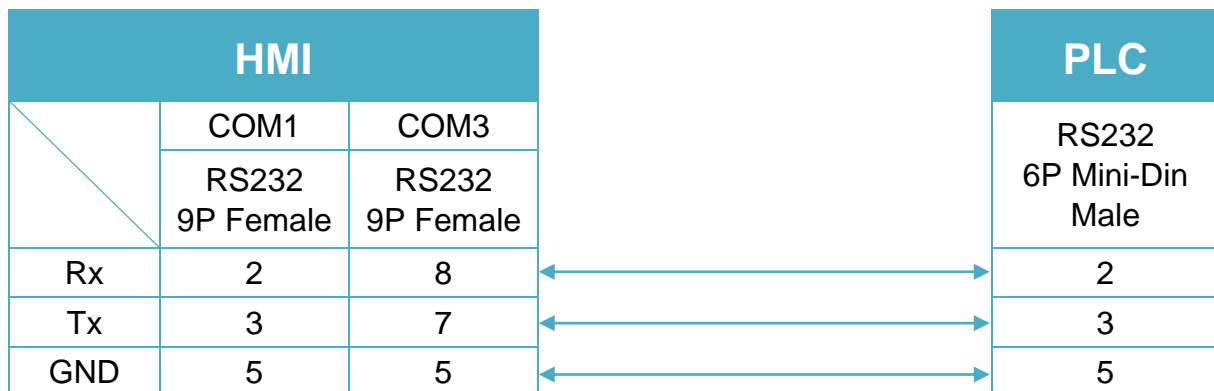 HMI PLC
COM1 COM3
RS232
6P Mini-Din
Male
RS232
9P Female
RS232
9P Female
Rx 2 8 2
Tx 3 7 3
GND 5 5 5